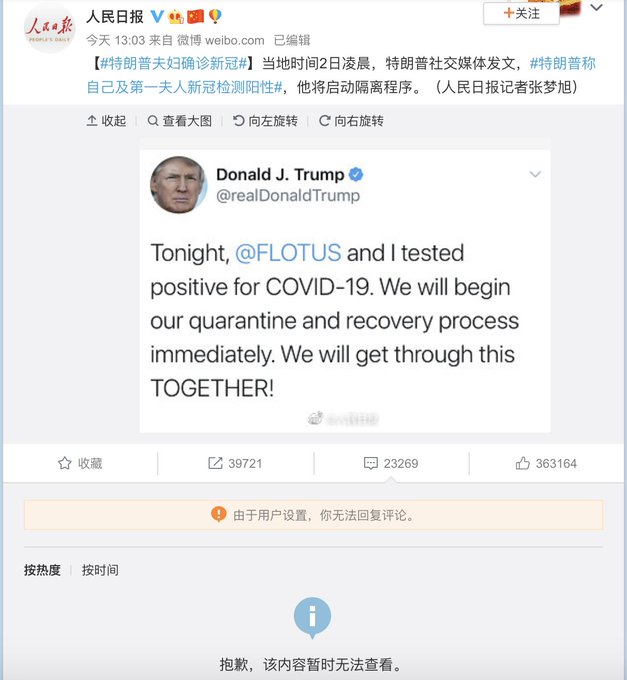 人民日报
人民日报
PEOPLE'S DAILY
+关注
今天 13:03 来自 微博 weibo.com 已编辑
【#特朗普夫妇确诊新冠#】当地时间2日凌晨，特朗普社交媒体发文，#特朗普称
自己及第一夫人新冠检测阳性#，他将启动隔离程序。（人民日报记者张梦旭）
收起 查看大图 向左旋转 向右旋转
Donald J. Trump
@realDonaldTrump
Tonight, @FLOTUS and I tested
positive for COVID-19. We will begin
our quarantine and recovery process
immediately. We will get through this
TOGETHER!
@人民日报
收藏 39721 23269 363164
由于用户设置，你无法回复评论。
按热度 按时间
抱歉，该内容暂时无法查看。